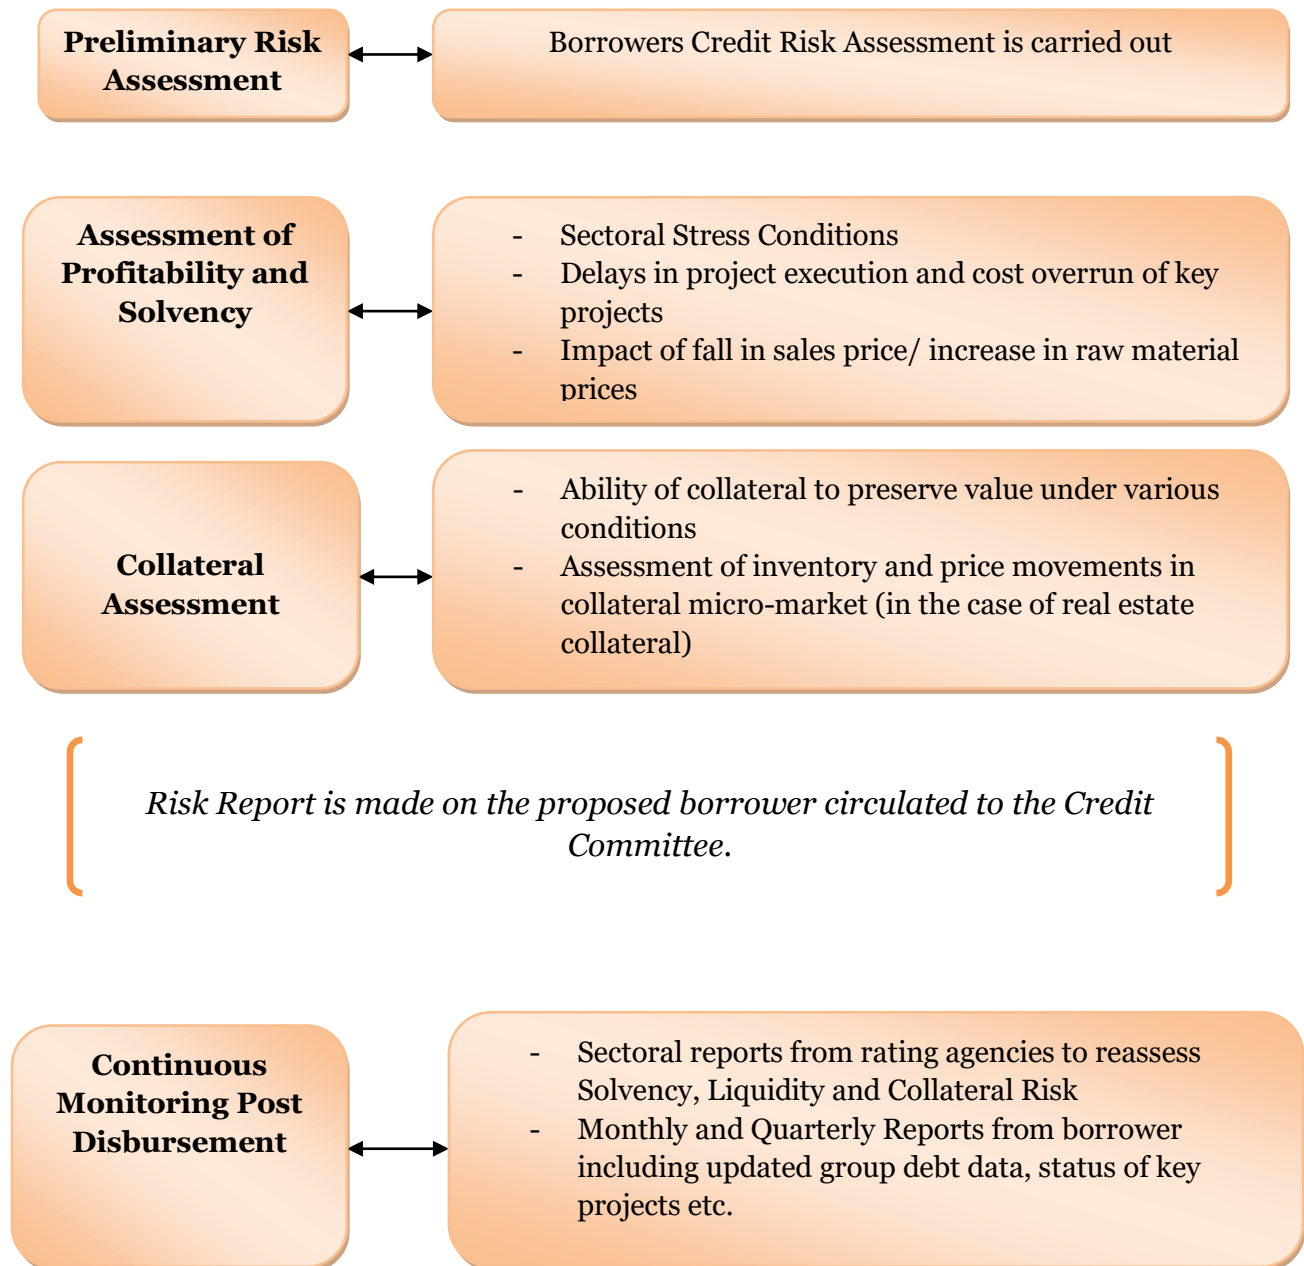 Preliminary Risk
Assessment
Borrowers Credit Risk Assessment is carried out
Assessment of
Profitability and
Solvency
- Sectoral Stress Conditions
- Delays in project execution and cost overrun of key
projects
- Impact of fall in sales price/ increase in raw material
prices
Collateral
Assessment
- Ability of collateral to preserve value under various
conditions
- Assessment of inventory and price movements in
collateral micro-market (in the case of real estate
collateral)
Risk Report is made on the proposed borrower circulated to the Credit
Committee.
Continuous
Monitoring Post
Disbursement
- Sectoral reports from rating agencies to reassess
Solvency, Liquidity and Collateral Risk
- Monthly and Quarterly Reports from borrower
including updated group debt data, status of key
projects etc.